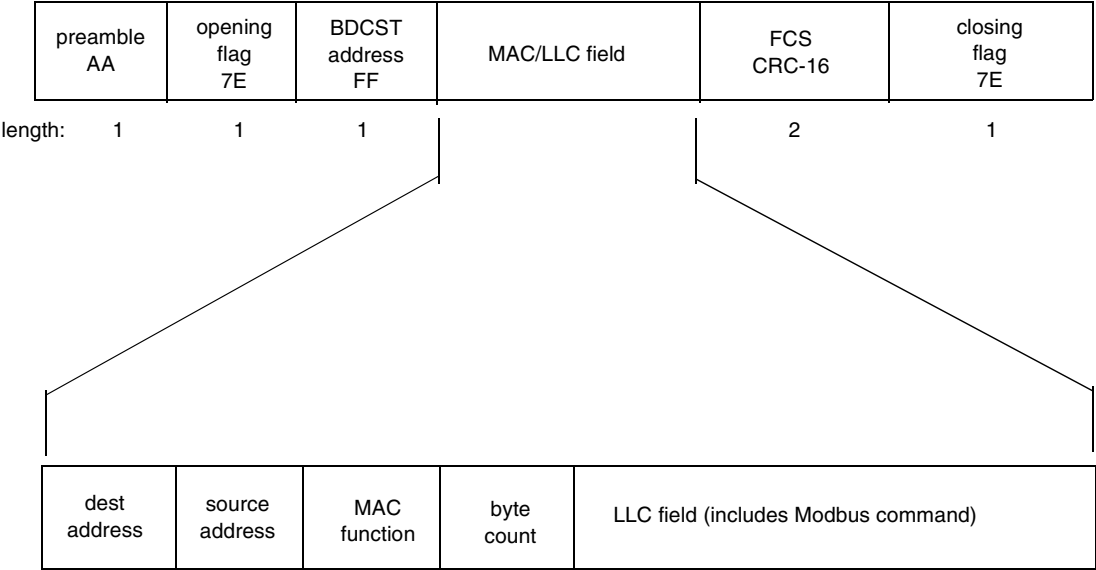 preamble
AA
opening
flag
7E
BDCST
address
FF
MAC/LLC field
FCS
CRC-16
closing
flag
7E
length: 1 1 1 2 1
dest
address
source
address
MAC
function
byte
count
LLC field (includes Modbus command)